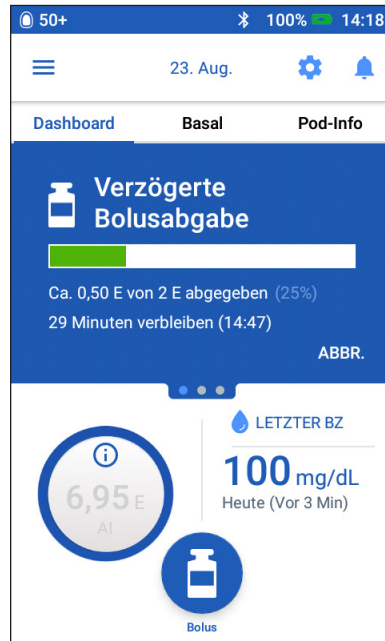 50+ 100% 14:18
23. Aug.
Dashboard Basal Pod-Info
Verzögerte
Bolusabgabe
Ca. 0,50 E von 2 E abgegeben (25%)
29 Minuten verbleiben (14:47)
ABBR.
LETZTER BZ
100 mg/dL
Heute (Vor 3 Min)
6,95 E
AI
Bolus